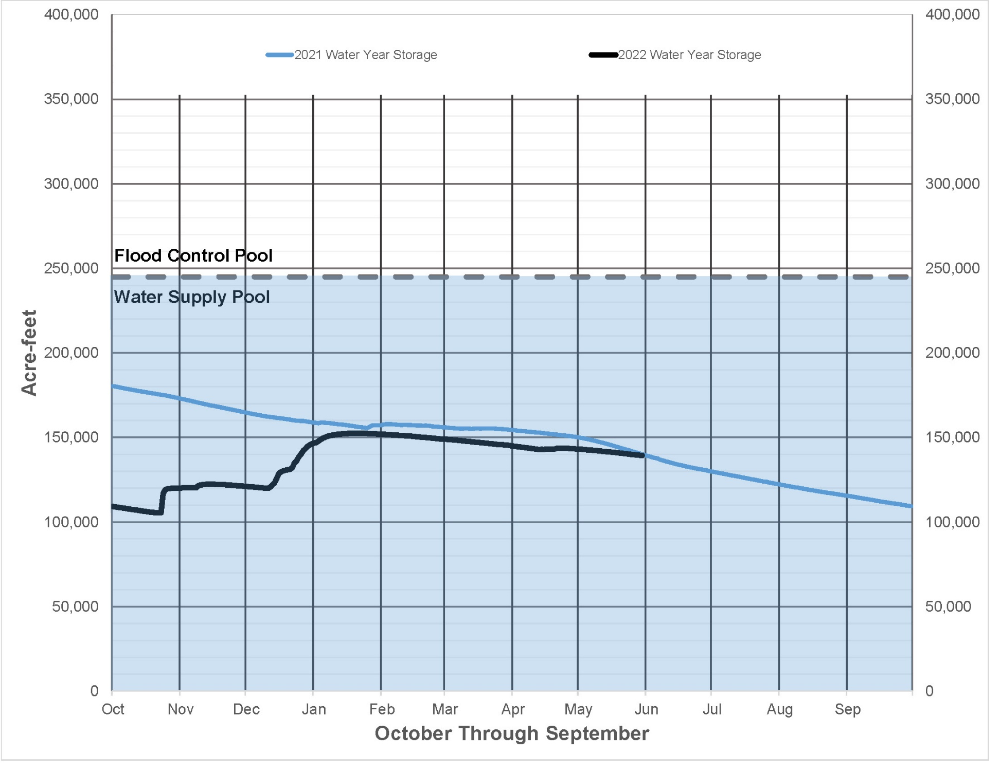 400,000 400,000
2021 Water Year Storage 2022 Water Year Storage
350,000 350,000
300,000 300,000
Flood Control Pool
250,000 250,000
Water Supply Pool
Acre-feet
200,000 200,000
150,000 150,000
100,000 100,000
50,000 50,000
0 0
Oct Nov Dec Jan Feb Mar Apr May Jun Jul Aug Sep
October Through September